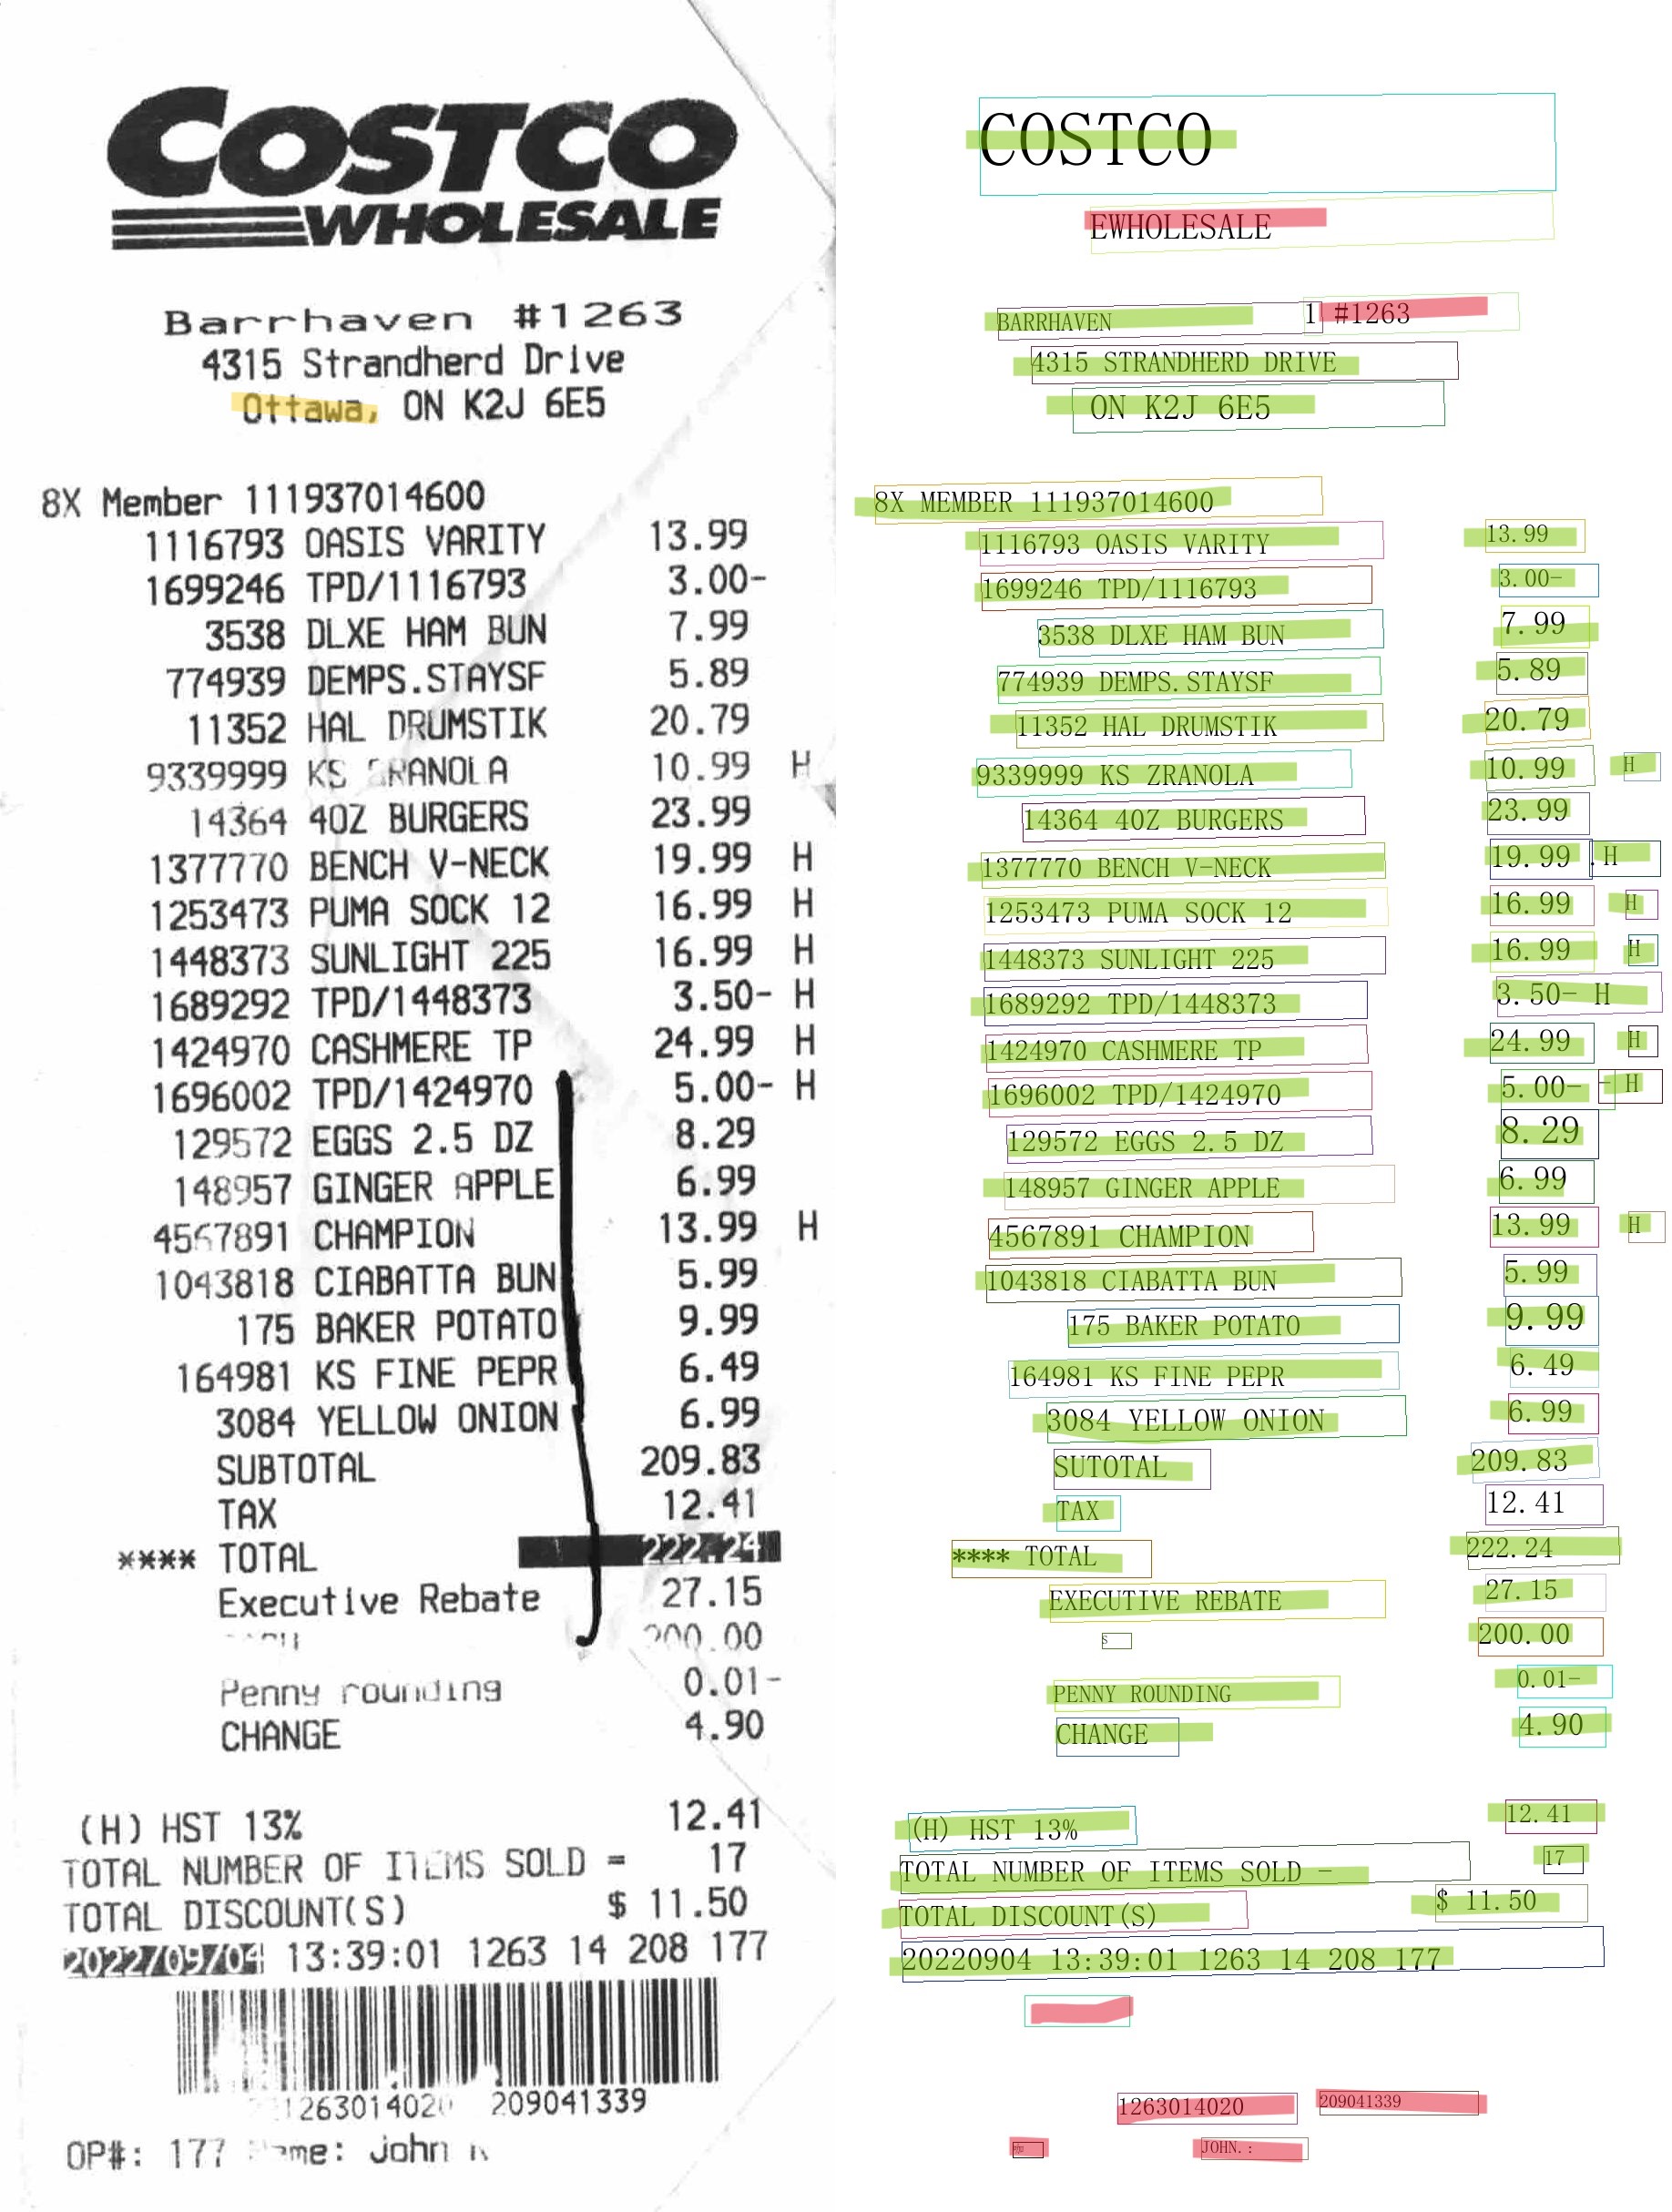 COSTCO
WHOLESALE
Barrhaven #1263
4315 Strandherd Drive
Ottawa, ON K2J 6E5
8X Member 111937014600
1116793 OASIS VARITY 13.99
1699246 TPD/1116793 3.00-
3538 DLXE HAM BUN 7.99
774939 DEMPS.STAYSF 5.89
11352 HAL DRUMSTIK 20.79
9339999 KS 10.99 H
14364 4OZ BURGERS 23.99
1377770 BENCH V-NECK 19.99 H
1253473 PUMA SOCK 12 16.99 H
1448373 SUNLIGHT 225 16.99 H
1689292 TPD/1448373 3.50- H
1424970 CASHMERE TP 24.99 H
1696002 TPD/1424970 5.00- H
129572 EGGS 2.5 DZ 8.29
148957 GINGER APPLE 6.99
4567891 CHAMPION 13.99 H
1043818 CIABATTA BUN 5.99
175 BAKER POTATO 9.99
164981 KS FINE PEPR 6.49
3084 YELLOW ONION 6.99
SUBTOTAL 209.83
TAX 12.41
**** TOTAL 222.24
Executive Rebate 27.15
200.00
Penny rounding 0.01-
CHANGE 4.90
(H) HST 13% 12.41
TOTAL NUMBER OF ITEMS SOLD = 17
TOTAL DISCOUNT(S) $ 11.50
2022/09/04 13:39:01 1263 14 208 177
209041339
OP#: 177 John
COSTCO
EWHOLESALE
BARRHAVEN 1 #1263
4315 STRANDHERD DRIVE
ON K2J 6E5
8X MEMBER 111937014600
1116793 OASIS VARITY 13.99
1699246 TPD/1116793 3.00-
3538 DLXE HAM BUN 7.99
774939 DEMPS.STAYSF 5.89
11352 HAL DRUMSTIK 20.79
9339999 KS ZRANOLA 10.99 H
14364 40Z BURGERS 23.99
1377770 BENCH V-NECK 19.99 .H
1253473 PUMA SOCK 12 16.99 H
1448373 SUNLIGHT 225 16.99 H
1689292 TPD/1448373 3.50- H
1424970 CASHMERE TP 24.99 H
1696002 TPD/1424970 5.00- - H
129572 EGGS 2.5 DZ 8.29
148957 GINGER APPLE 6.99
4567891 CHAMPION 13.99 H
1043818 CIABATTA BUN 5.99
175 BAKER POTATO 9.99
164981 KS FINE PEPR 6.49
3084 YELLOW ONION 6.99
SUTOTAL 209.83
TAX 12.41
**** TOTAL 222.24
EXECUTIVE REBATE 27.15
S 200.00
PENNY ROUNDING 0.01-
CHANGE 4.90
(H) HST 13% 12.41
TOTAL NUMBER OF ITEMS SOLD - 17
TOTAL DISCOUNT(S) $ 11.50
20220904 13:39:01 1263 14 208 177
1263014020 209041339
JOHN.: